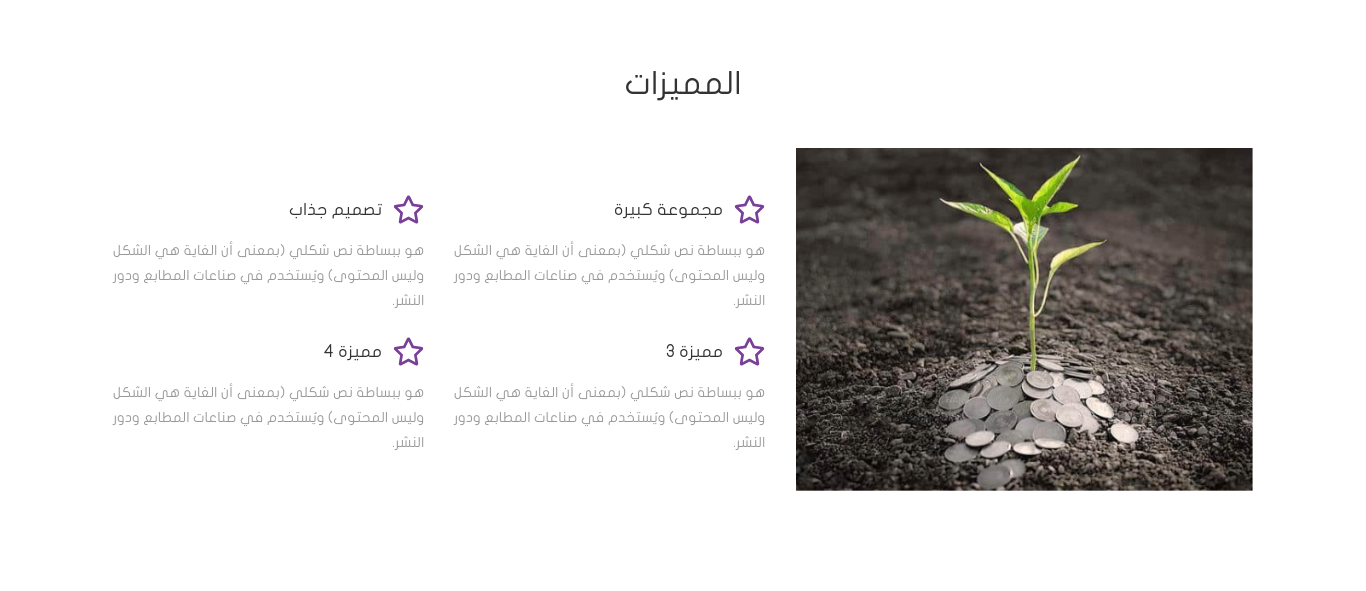 المميزات
مجموعة كبيرة
هو ببساطة نص شكلي (بمعنى أن الغاية هي الشكل
وليس المحتوى) ويُستخدم في صناعات المطابع ودور
النشر.
تصميم جذاب
هو ببساطة نص شكلي (بمعنى أن الغاية هي الشكل
وليس المحتوى) ويُستخدم في صناعات المطابع ودور
النشر.
مميزة 3
هو ببساطة نص شكلي (بمعنى أن الغاية هي الشكل
وليس المحتوى) ويُستخدم في صناعات المطابع ودور
النشر.
مميزة 4
هو ببساطة نص شكلي (بمعنى أن الغاية هي الشكل
وليس المحتوى) ويُستخدم في صناعات المطابع ودور
النشر.